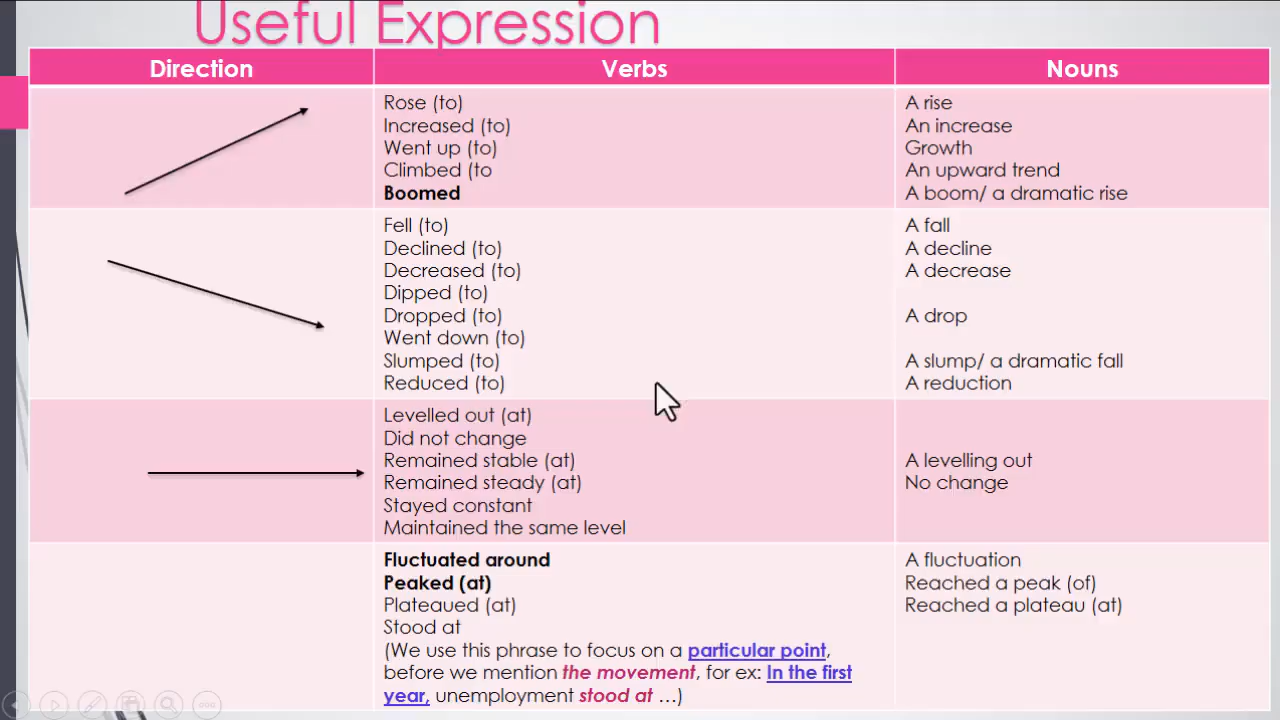 Useful Expression
Direction
Verbs
Nouns
Rose (to)
Increased (to)
Went up (to)
Climbed (to
Boomed
A rise
An increase
Growth
An upward trend
A boom/ a dramatic rise
Fell (to)
Declined (to)
Decreased (to)
Dipped (to)
Dropped (to)
Went down (to)
Slumped (to)
Reduced (to)
A fall
A decline
A decrease
A drop
A slump/ a dramatic fall
A reduction
Levelled out (at)
Did not change
Remained stable (at)
Remained steady (at)
Stayed constant
Maintained the same level
A levelling out
No change
Fluctuated around
Peaked (at)
Plateaued (at)
Stood at
(We use this phrase to focus on a particular point,
before we mention the movement, for ex: In the first
year, unemployment stood at ...)
A fluctuation
Reached a peak (of)
Reached a plateau (at)